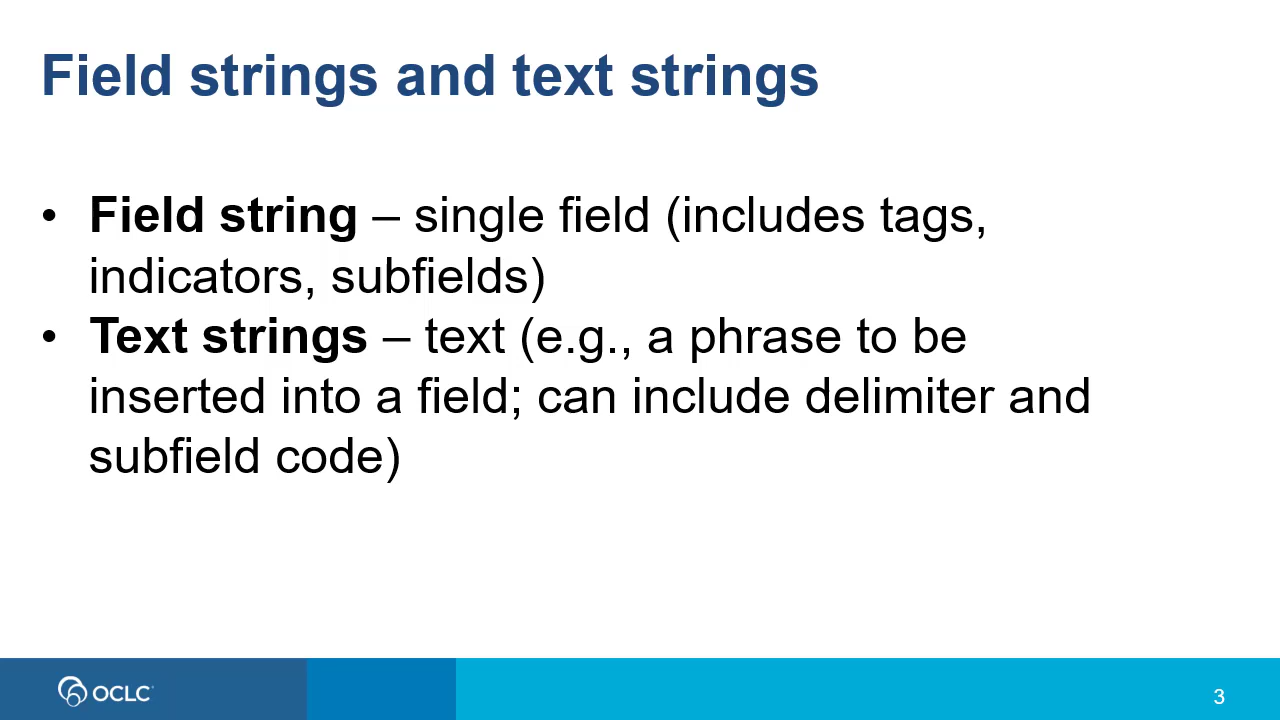 Field strings and text strings
• Field string – single field (includes tags,
indicators, subfields)
• Text strings – text (e.g., a phrase to be
inserted into a field; can include delimiter and
subfield code)
OCLC
3